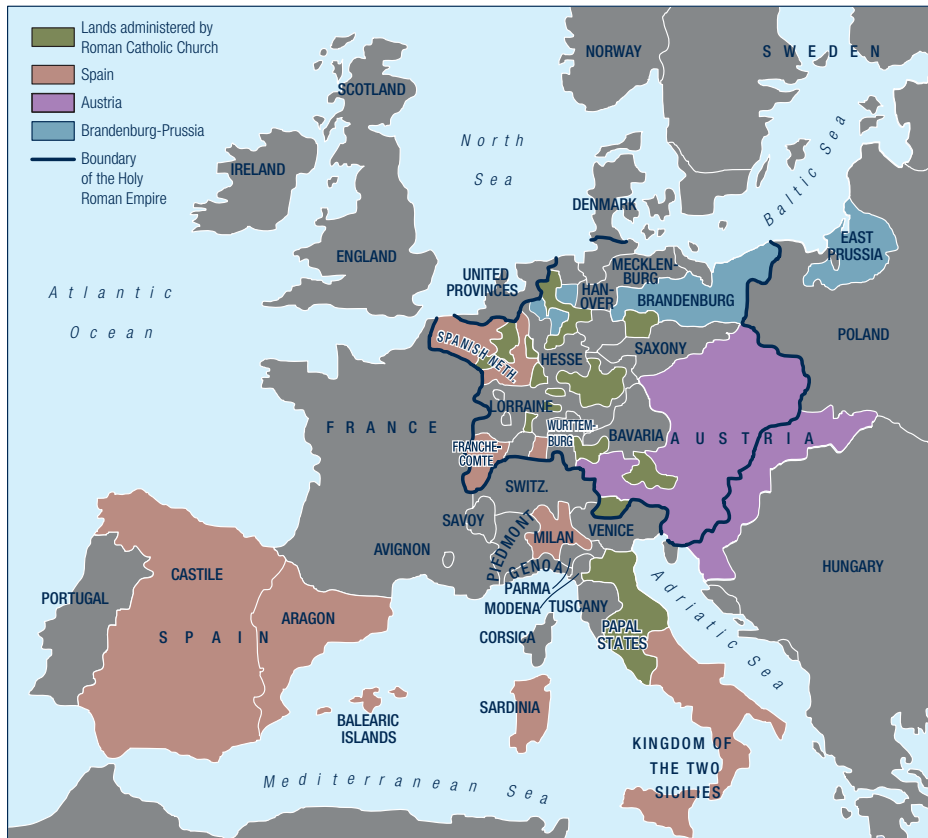 Lands administered by
Roman Catholic Church
Spain
Austria
Brandenburg-Prussia
Boundary
of the Holy
Roman Empire
NORWAY
SWEDEN
SCOTLAND
North
Sea
IRELAND
Baltic Sea
DENMARK
ENGLAND
EAST
PRUSSIA
MECKLEN-
BURG
UNITED
PROVINCES
HAN-
OVER
BRANDENBURG
Atlantic
Ocean
POLAND
SPANISH NETH.
HESSE
SAXONY
LORRAINE
FRANCE
WÜRTTEM-
BURG
BAVARIA
AUSTRIA
FRANCHE-
COMTE
SWITZ.
SAVOY
PIEDMONT
MILAN
VENICE
AVIGNON
GENOA
HUNGARY
PARMA
MODENA
TUSCANY
CASTILE
PORTUGAL
ARAGON
SPAIN
CORSICA
PAPAL
STATES
Adriatic Sea
SARDINIA
BALEARIC
ISLANDS
KINGDOM OF
THE TWO
SICILIES
Mediterranean Sea